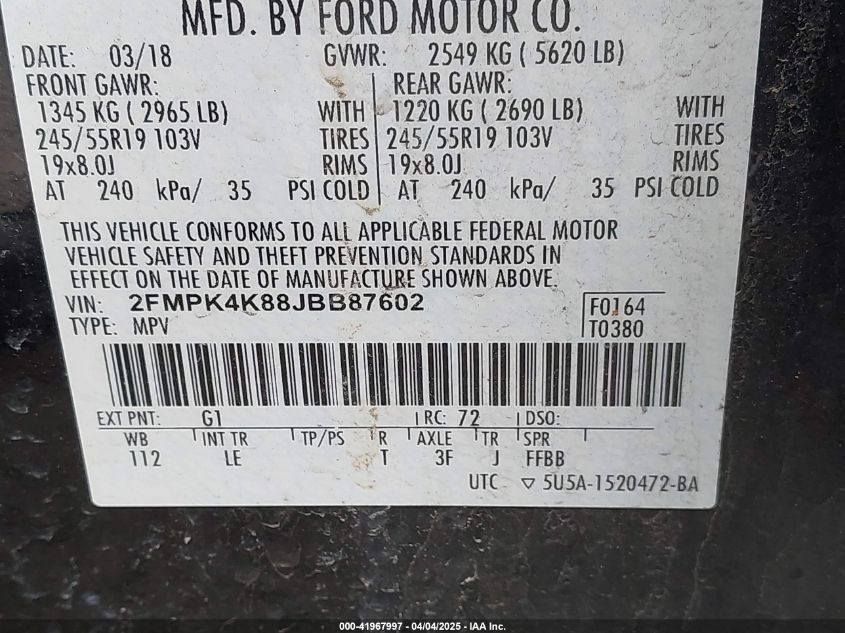 MFD. BY FORD MOTOR CO.
DATE: 03/18 GVWR: 2549 KG ( 5620 LB)
FRONT GAWR: REAR GAWR:
1345 KG ( 2965 LB) WITH 1220 KG ( 2690 LB) WITH
245/55R19 103V TIRES 245/55R19 103V TIRES
19x8.0J RIMS 19x8.0J RIMS
AT 240 kPa/ 35 PSI COLD AT 240 kPa/ 35 PSI COLD
THIS VEHICLE CONFORMS TO ALL APPLICABLE FEDERAL MOTOR
VEHICLE SAFETY AND THEFT PREVENTION STANDARDS IN
EFFECT ON THE DATE OF MANUFACTURE SHOWN ABOVE.
VIN: 2FMPK4K88JBB87602 F0164
TYPE: MPV T0380
EXT PNT: G1 RC: 72 DSO:
WB INT TR TP/PS R AXLE TR SPR
112 LE T 3F J FFBB
UTC ▽ 5U5A-1520472-BA
000-41967997 - 04/04/2025 - IAA Inc.